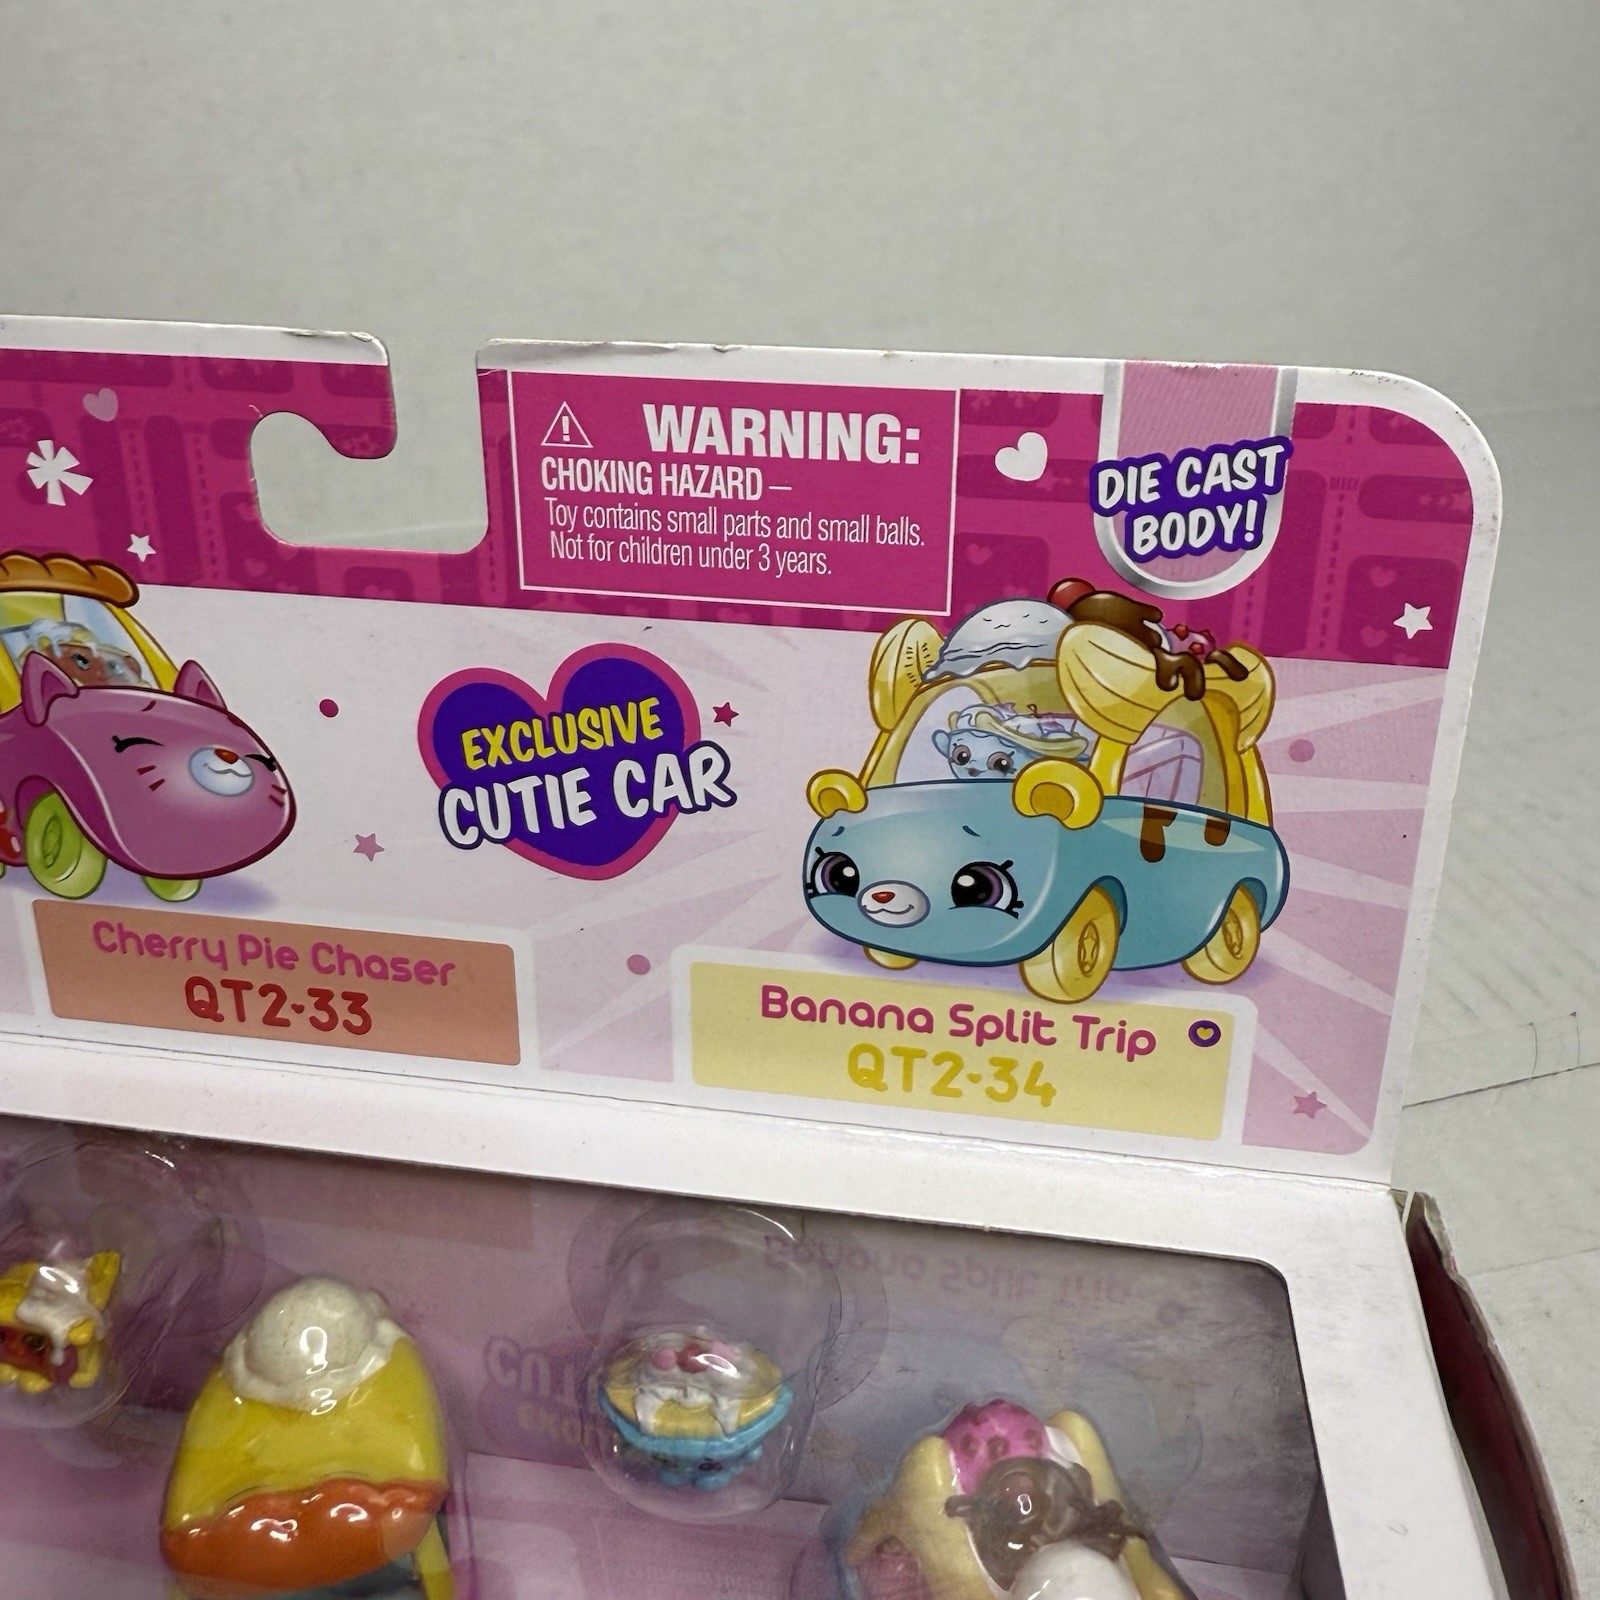 WARNING:
CHOKING HAZARD –
Toy contains small parts and small balls.
Not for children under 3 years.
DIE CAST
BODY!
EXCLUSIVE
CUTIE CAR
Cherry Pie Chaser
QT2-33
Banana Split Trip
QT2-34